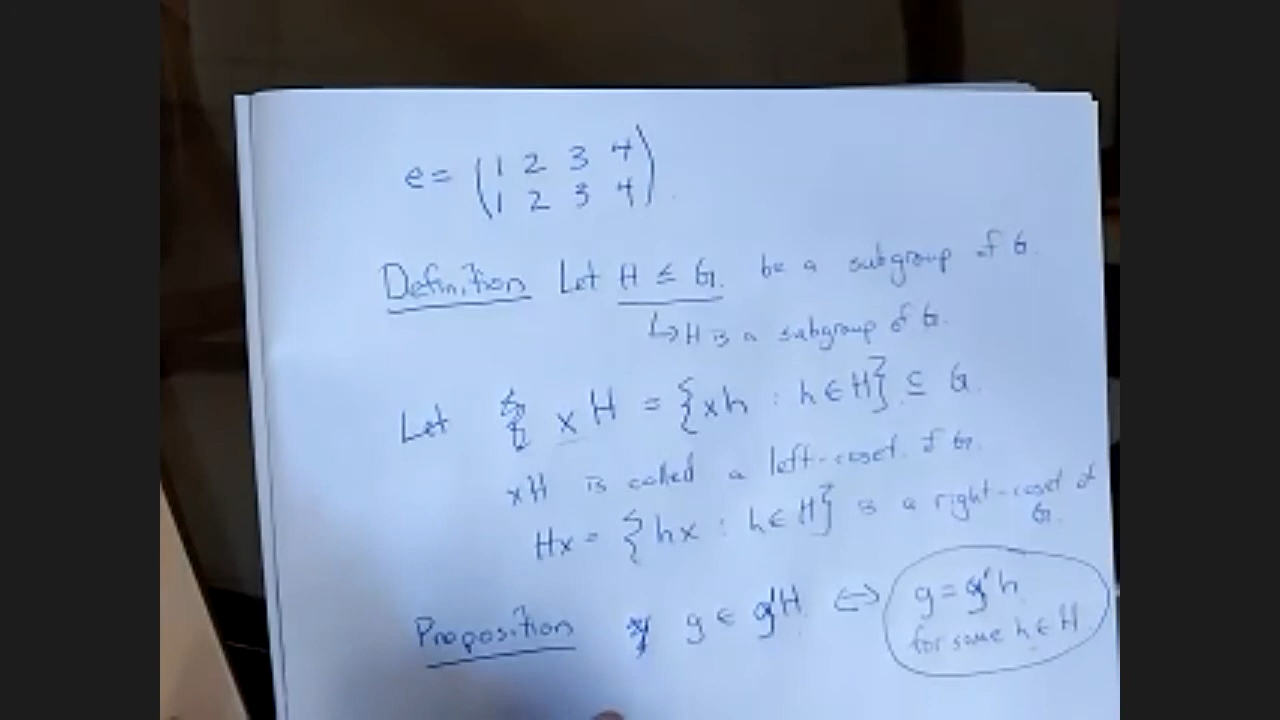 e = (1 2 3 4
1 2 3 4).
Definition Let H ≤ G. be a subgroup of G.
↳ H is a subgroup of G.
Let xH = {xh : h ∈ H} ⊆ G.
xH is called a left-coset of G.
Hx = {hx : h ∈ H} is a right-coset of
G.
Proposition g ∈ g'H ⇔ g = g'h
for some h ∈ H.